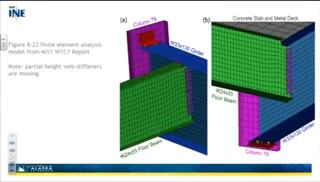 INE
Figure 8-23 finite element analysis
model from NIST WTC7 Report
Note: partial height web stiffeners
are missing.
(a)
Column 79
W33x130 Girder
W24x55
Floor Beam
(b)
Concrete Slab and Metal Deck
W24x55
Floor Beam
W33x130 Girder
Column 79